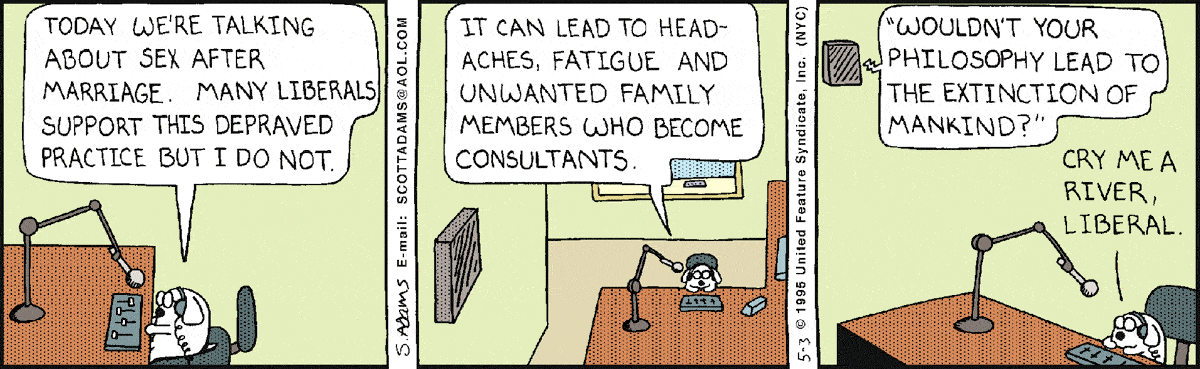 TODAY WE'RE TALKING
ABOUT SEX AFTER
MARRIAGE. MANY LIBERALS
SUPPORT THIS DEPRAVED
PRACTICE BUT I DO NOT.
S. Adams E-mail: SCOTTADAMS@AOL.COM
IT CAN LEAD TO HEAD-
ACHES, FATIGUE AND
UNWANTED FAMILY
MEMBERS WHO BECOME
CONSULTANTS.
5-3 © 1995 United Feature Syndicate, Inc. (NYC)
"WOULDN'T YOUR
PHILOSOPHY LEAD TO
THE EXTINCTION OF
MANKIND?"
CRY ME A
RIVER,
LIBERAL.